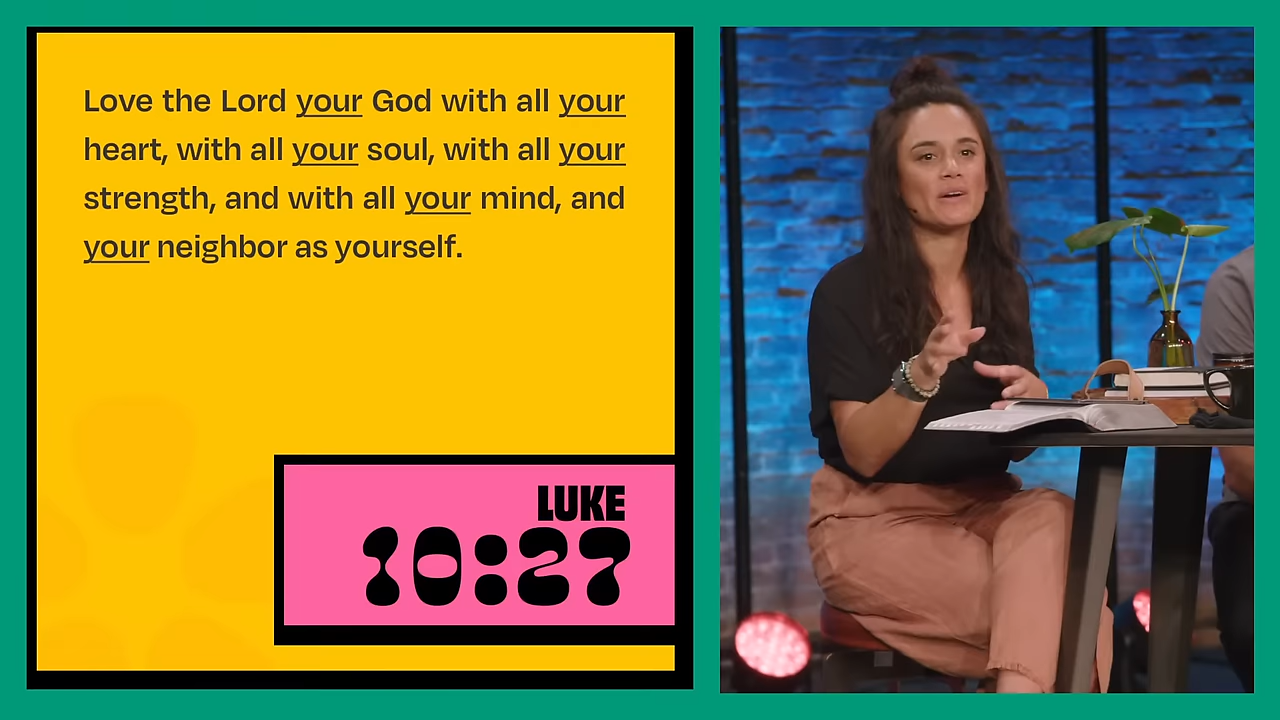 Love the Lord your God with all your
heart, with all your soul, with all your
strength, and with all your mind, and
your neighbor as yourself.
LUKE
10:27